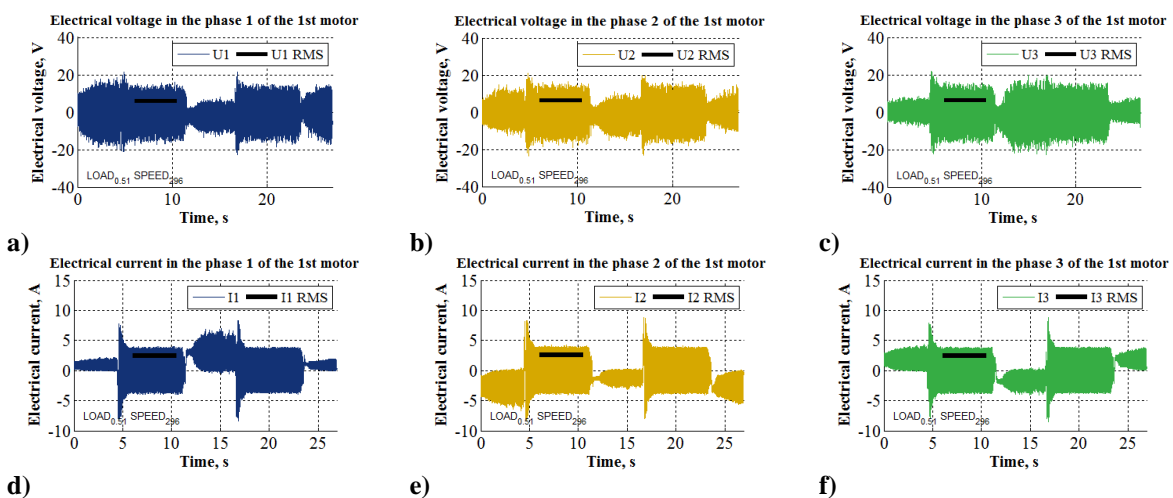 Electrical voltage in the phase 1 of the 1st motor
Electrical voltage, V
40
20
0
-20
-40
U1 U1 RMS
LOAD0.51 SPEED296
0 10 20
Time, s
a)
Electrical voltage in the phase 2 of the 1st motor
Electrical voltage, V
40
20
0
-20
-40
U2 U2 RMS
LOAD0.51 SPEED296
0 10 20
Time, s
b)
Electrical voltage in the phase 3 of the 1st motor
Electrical voltage, V
40
20
0
-20
-40
U3 U3 RMS
LOAD0.51 SPEED296
0 10 20
Time, s
c)
Electrical current in the phase 1 of the 1st motor
Electrical current, A
15
10
5
0
-5
-10
I1 I1 RMS
LOAD0.51 SPEED296
0 5 10 15 20 25
Time, s
d)
Electrical current in the phase 2 of the 1st motor
Electrical current, A
15
10
5
0
-5
-10
I2 I2 RMS
LOAD0.51 SPEED296
0 5 10 15 20 25
Time, s
e)
Electrical current in the phase 3 of the 1st motor
Electrical current, A
15
10
5
0
-5
-10
I3 I3 RMS
LOAD0.51 SPEED296
0 5 10 15 20 25
Time, s
f)